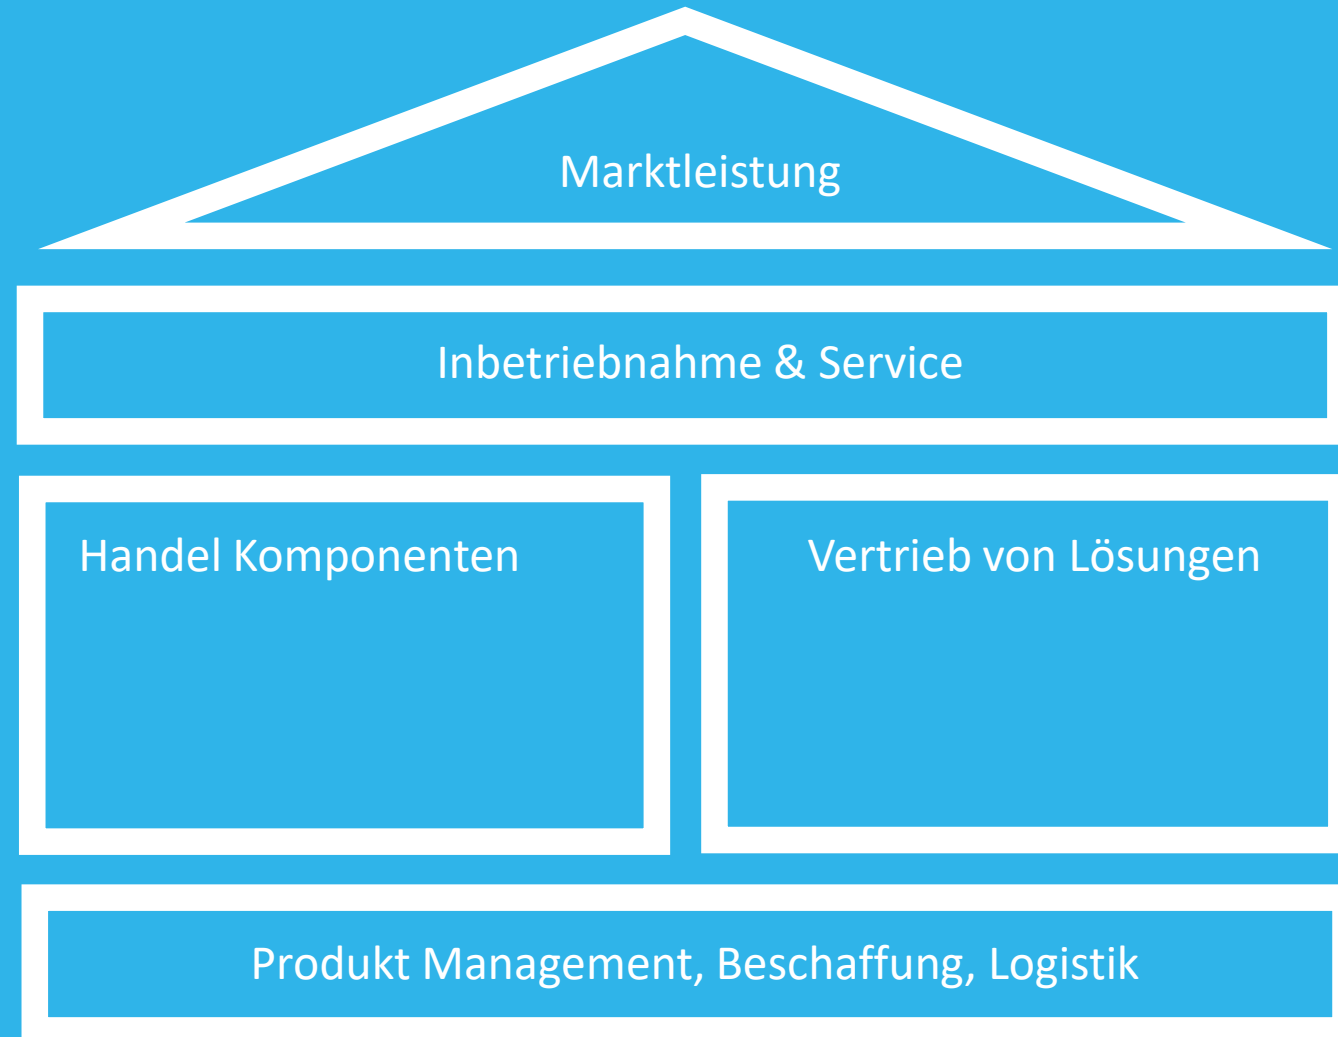 Marktleistung
Inbetriebnahme & Service
Handel Komponenten
Vertrieb von Lösungen
Produkt Management, Beschaffung, Logistik